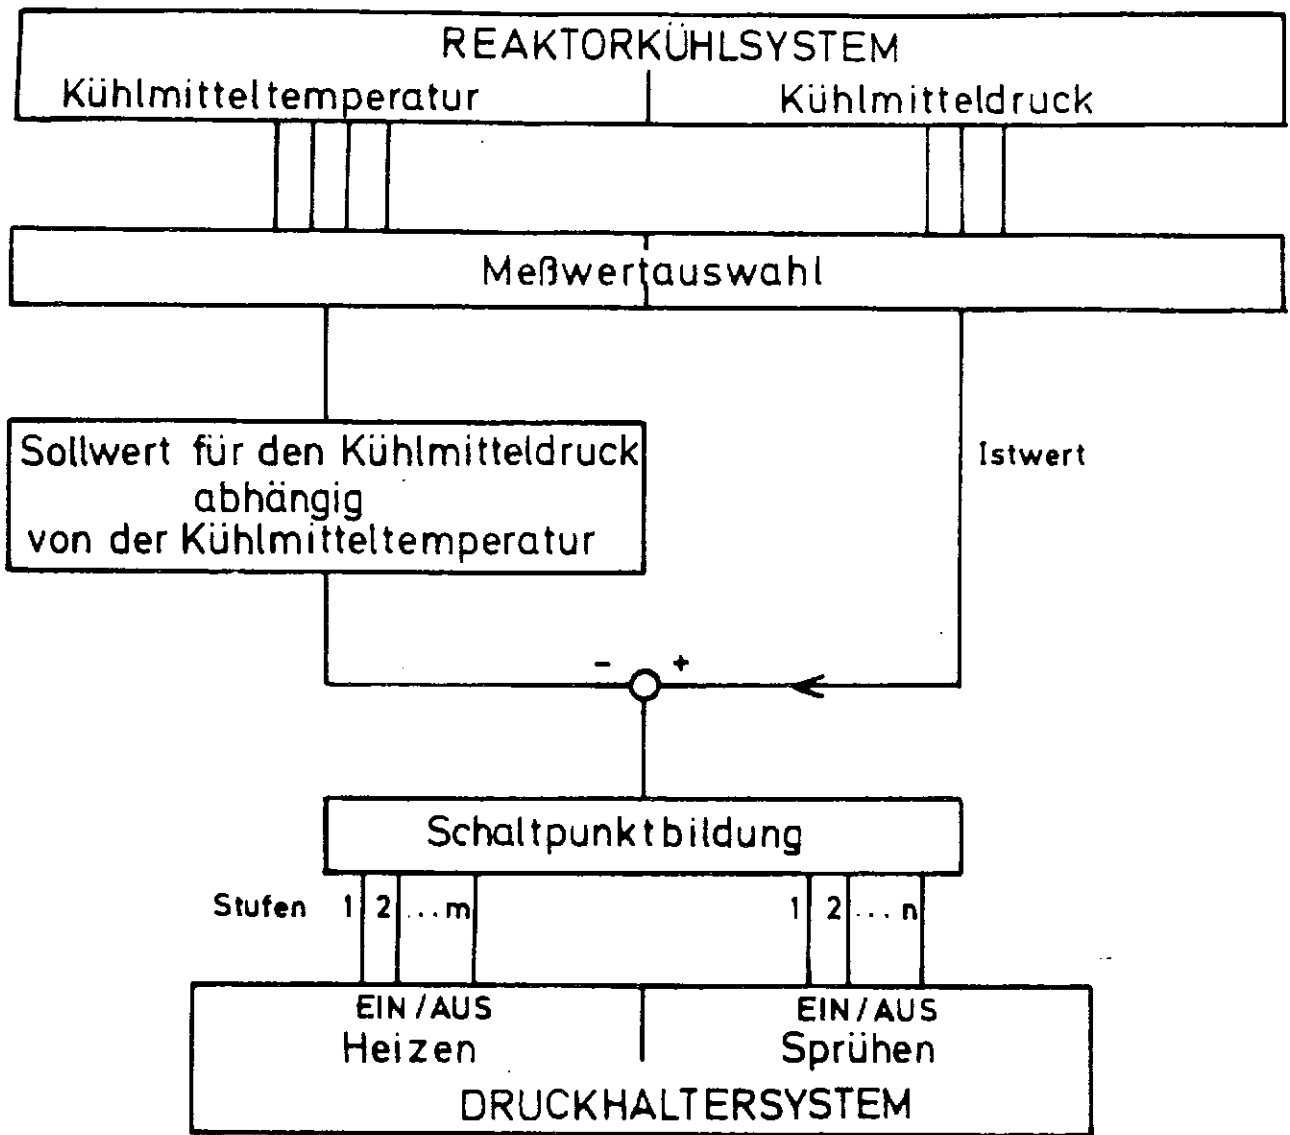 REAKTORKÜHLSYSTEM
Kühlmitteltemperatur Kühlmitteldruck
Meßwertauswahl
Sollwert für den Kühlmitteldruck
abhängig
von der Kühlmitteltemperatur
Istwert
- +
Schaltpunktbildung
Stufen 1 2 ...m 1 2 ...n
EIN/AUS EIN/AUS
Heizen Sprühen
DRUCKHALTERSYSTEM